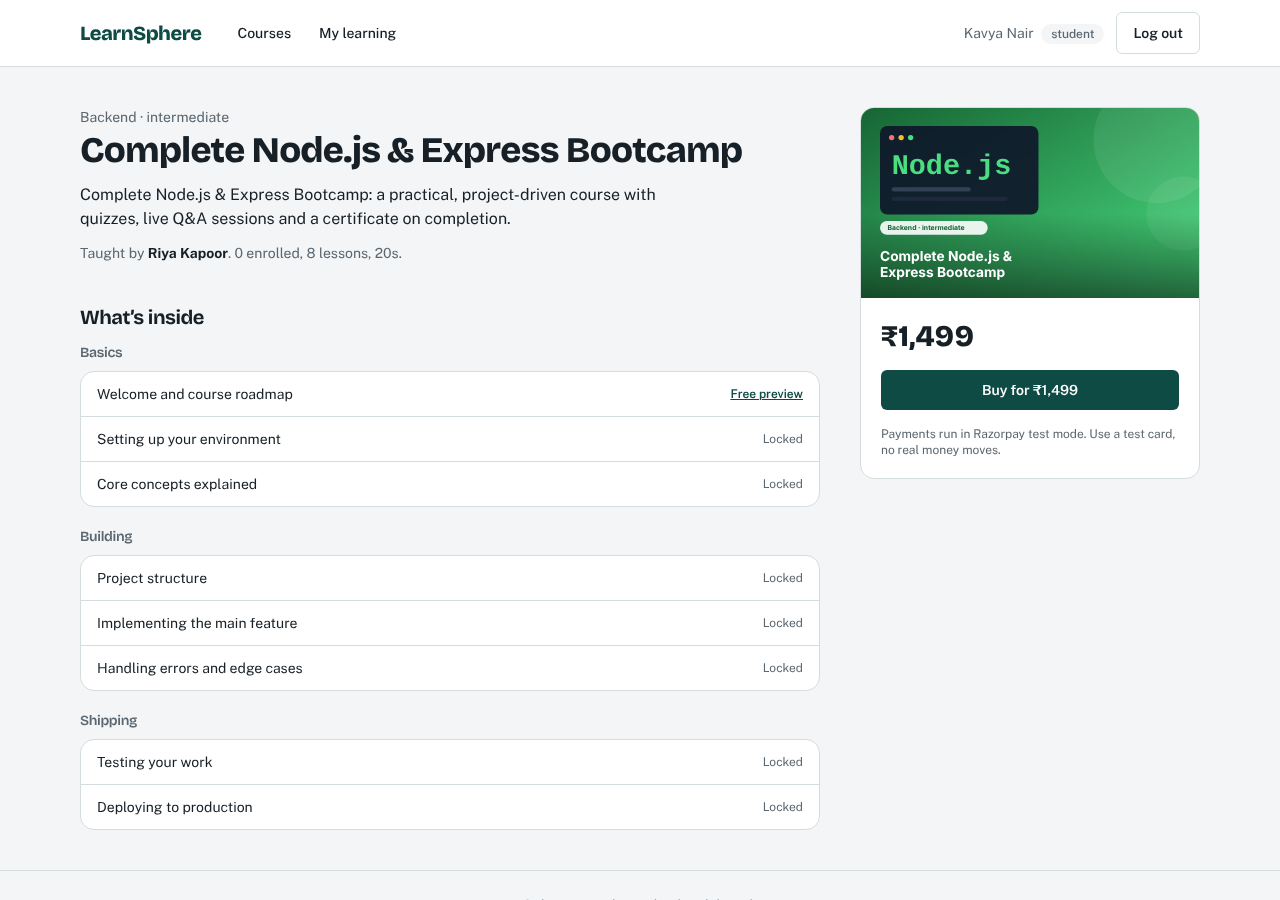 LearnSphere
Courses
My learning
Kavya Nair
student
Log out
Backend · intermediate
Complete Node.js & Express Bootcamp
Complete Node.js & Express Bootcamp: a practical, project-driven course with
quizzes, live Q&A sessions and a certificate on completion.
Taught by Riya Kapoor. 0 enrolled, 8 lessons, 20s.
What's inside
Basics
Welcome and course roadmap
Free preview
Setting up your environment
Locked
Core concepts explained
Locked
Building
Project structure
Locked
Implementing the main feature
Locked
Handling errors and edge cases
Locked
Shipping
Testing your work
Locked
Deploying to production
Locked
Node.js
Backend · intermediate
Complete Node.js &
Express Bootcamp
₹1,499
Buy for ₹1,499
Payments run in Razorpay test mode. Use a test card,
no real money moves.